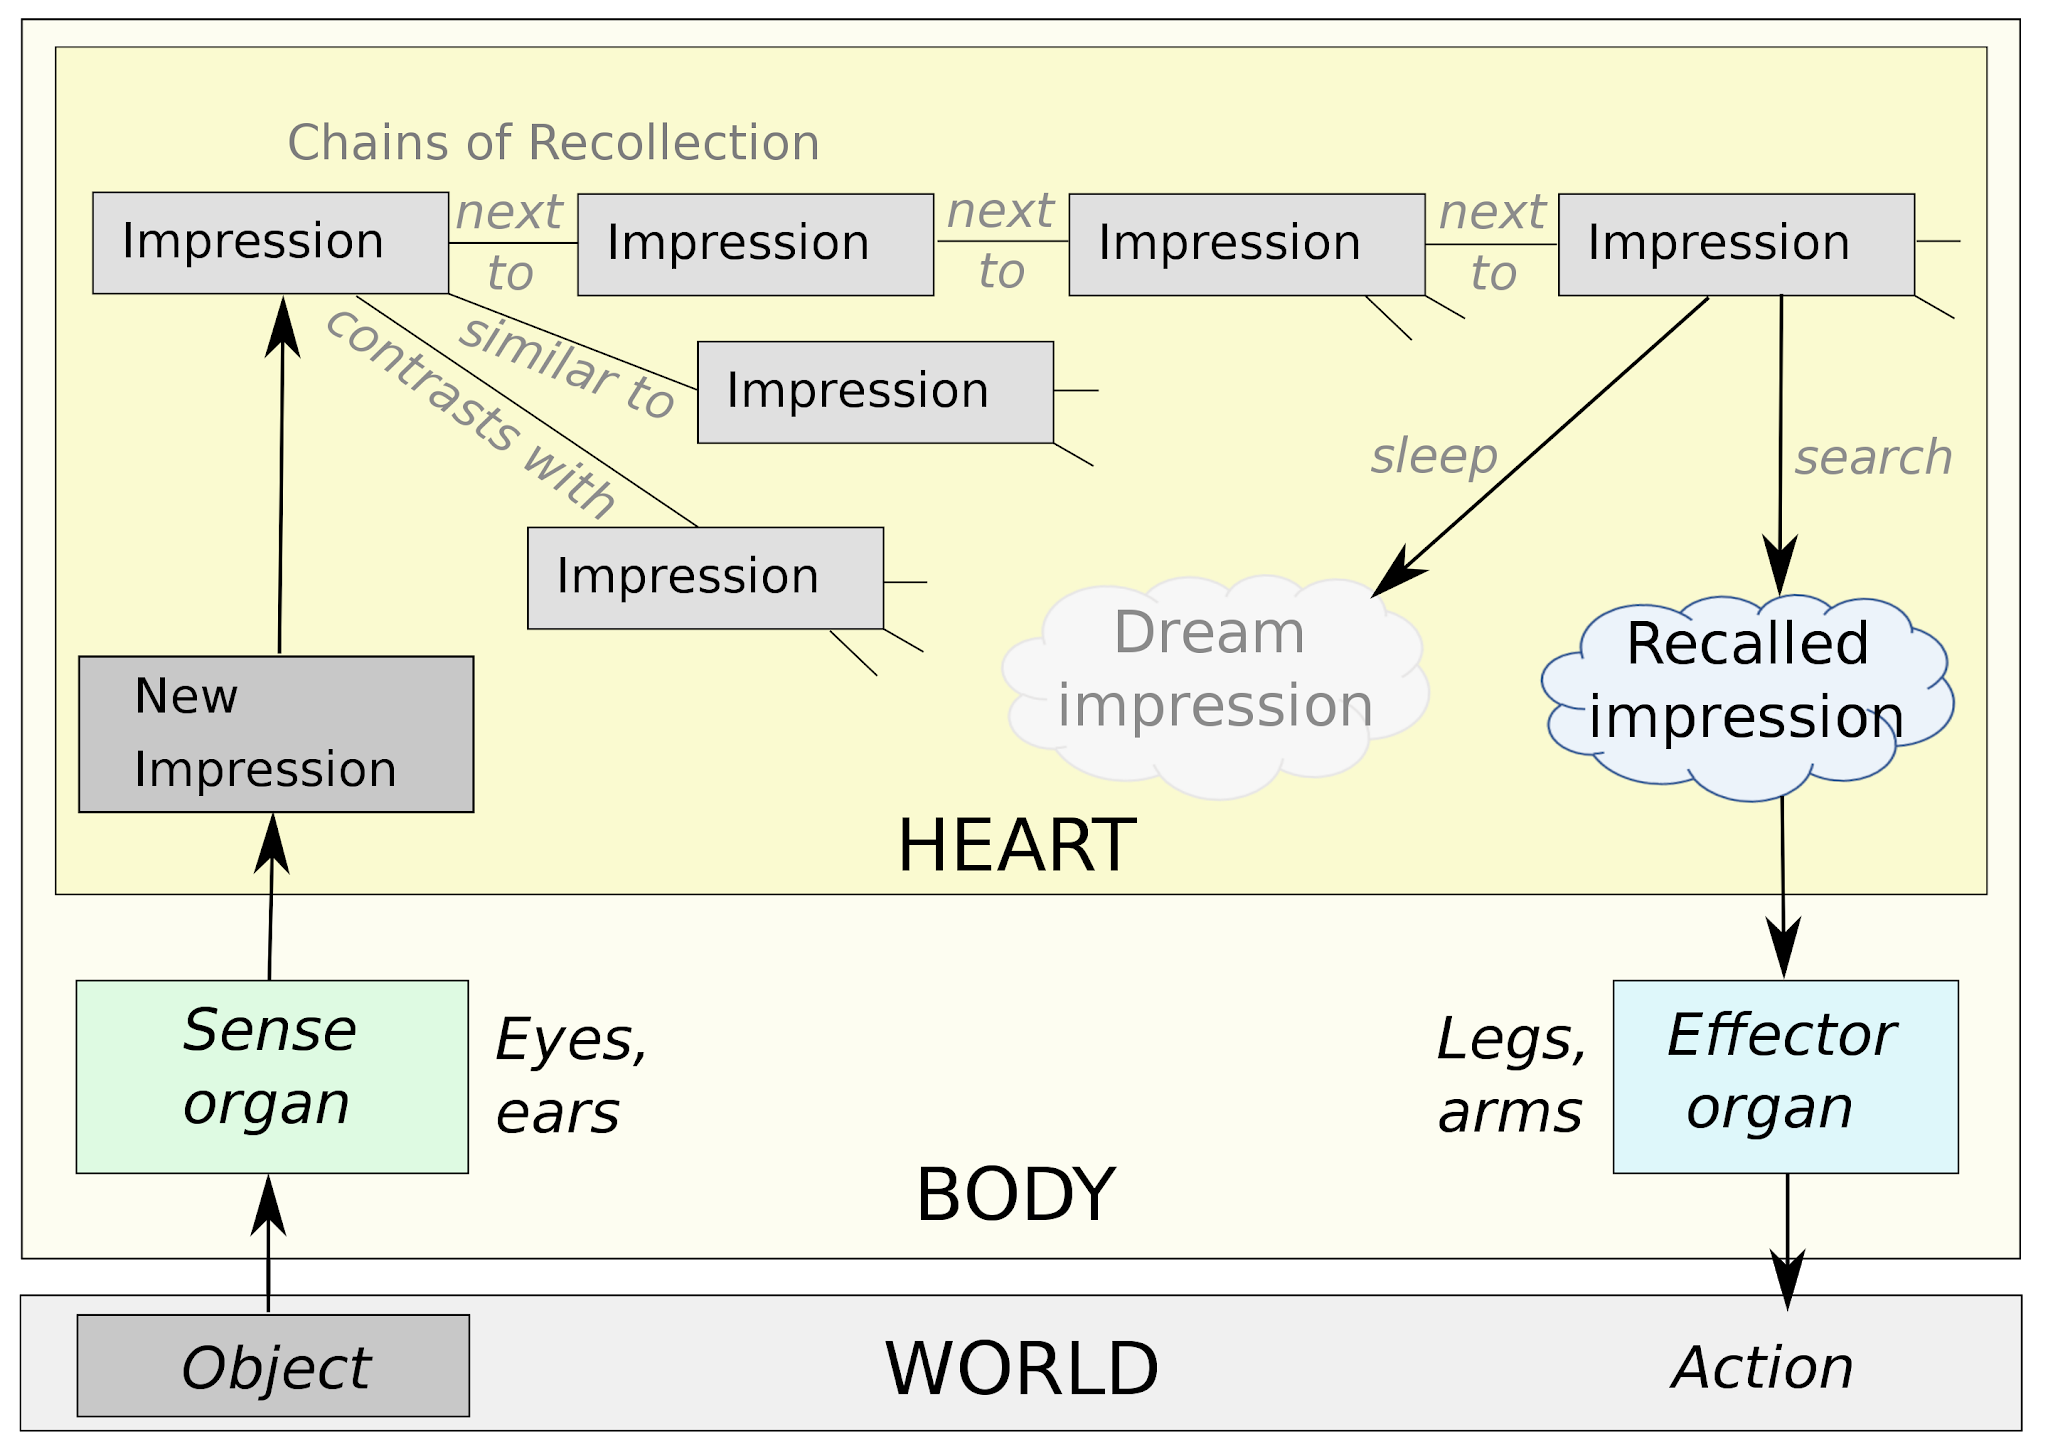 Chains of Recollection
Impression
next
to
Impression
next
to
Impression
next
to
Impression
similar to
contrasts with
Impression
Impression
sleep
search
New
Impression
Dream
impression
Recalled
impression
HEART
Sense
organ
Eyes,
ears
Legs,
arms
Effector
organ
BODY
Object
WORLD
Action